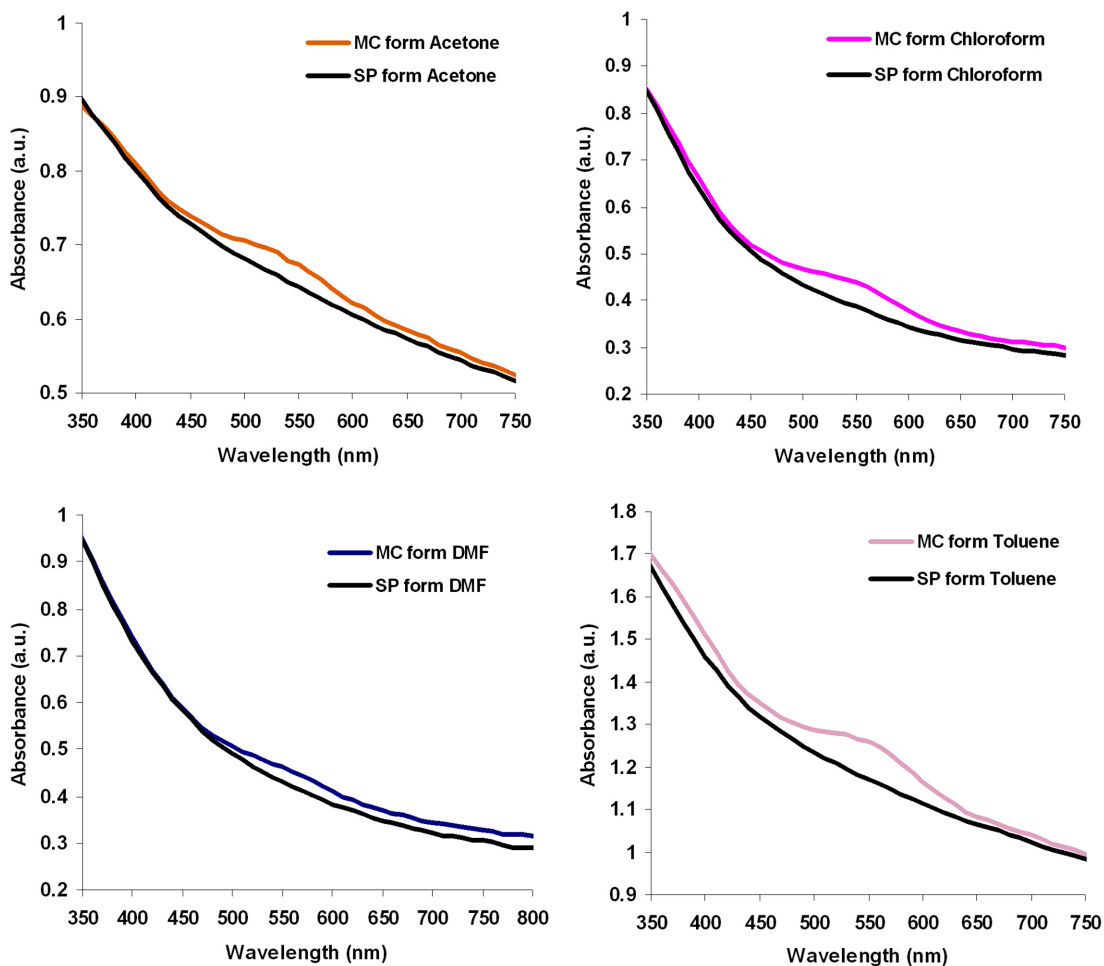 1
0.9
0.8
0.7
0.6
0.5
Absorbance (a.u.)
MC form Acetone
SP form Acetone
350 400 450 500 550 600 650 700 750
Wavelength (nm)
1
0.9
0.8
0.7
0.6
0.5
0.4
0.3
0.2
Absorbance (a.u.)
MC form Chloroform
SP form Chloroform
350 400 450 500 550 600 650 700 750
Wavelength (nm)
1
0.9
0.8
0.7
0.6
0.5
0.4
0.3
0.2
Absorbance (a.u.)
MC form DMF
SP form DMF
350 400 450 500 550 600 650 700 750 800
Wavelength (nm)
1.8
1.7
1.6
1.5
1.4
1.3
1.2
1.1
1
0.9
Absorbance (a.u.)
MC form Toluene
SP form Toluene
350 400 450 500 550 600 650 700 750
Wavelength (nm)